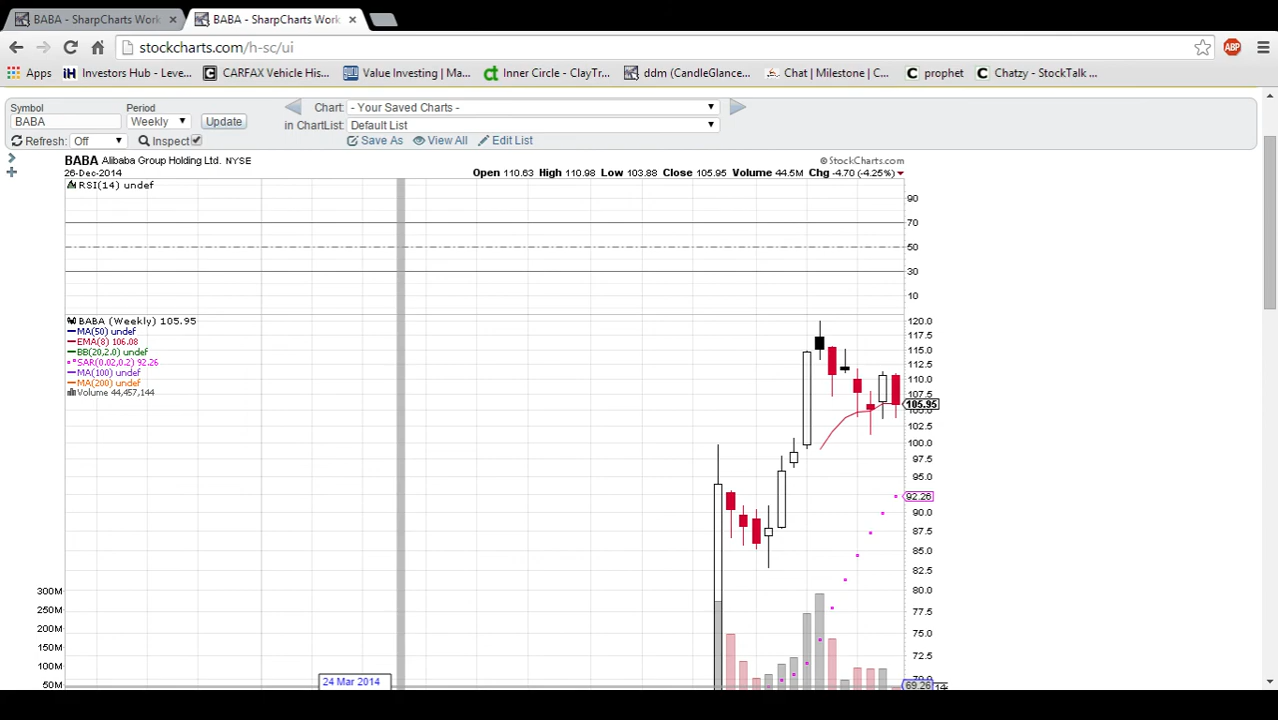 BABA - SharpCharts Work
BABA - SharpCharts Work
stockcharts.com/h-sc/ui
ABP
Apps
Investors Hub - Leve...
CARFAX Vehicle His...
Value Investing | Ma...
Inner Circle - ClayTr...
ddm (CandleGlance...
Chat | Milestone | C...
prophet
Chatzy - StockTalk ...
Symbol
Period
Chart: - Your Saved Charts -
BABA
Weekly
Update
in ChartList: Default List
Refresh: Off
Inspect
Save As
View All
Edit List
BABA Alibaba Group Holding Ltd. NYSE
© StockCharts.com
26-Dec-2014
Open 110.63 High 110.98 Low 103.88 Close 105.95 Volume 44.5M Chg -4.70 (-4.25%)
RSI(14) undef
90
70
50
30
10
BABA (Weekly) 105.95
MA(50) undef
EMA(8) 106.08
BB(20,2.0) undef
SAR(0.02,0.2) 92.26
MA(100) undef
MA(200) undef
Volume 44,457,144
120.0
117.5
115.0
112.5
110.0
107.5
105.95
102.5
100.0
97.5
95.0
92.26
90.0
87.5
85.0
82.5
80.0
77.5
75.0
72.5
69.26
300M
250M
200M
150M
100M
50M
24 Mar 2014